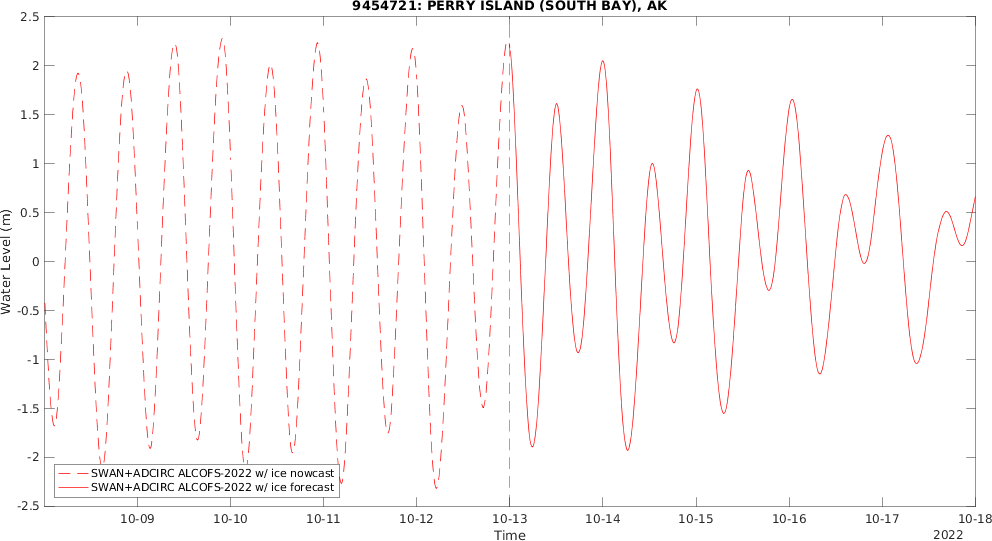 9454721: PERRY ISLAND (SOUTH BAY), AK
Water Level (m)
2.5
2
1.5
1
0.5
0
-0.5
-1
-1.5
-2
-2.5
SWAN+ADCIRC ALCOFS-2022 w/ ice nowcast
SWAN+ADCIRC ALCOFS-2022 w/ ice forecast
10-09 10-10 10-11 10-12 10-13 10-14 10-15 10-16 10-17 10-18
Time
2022